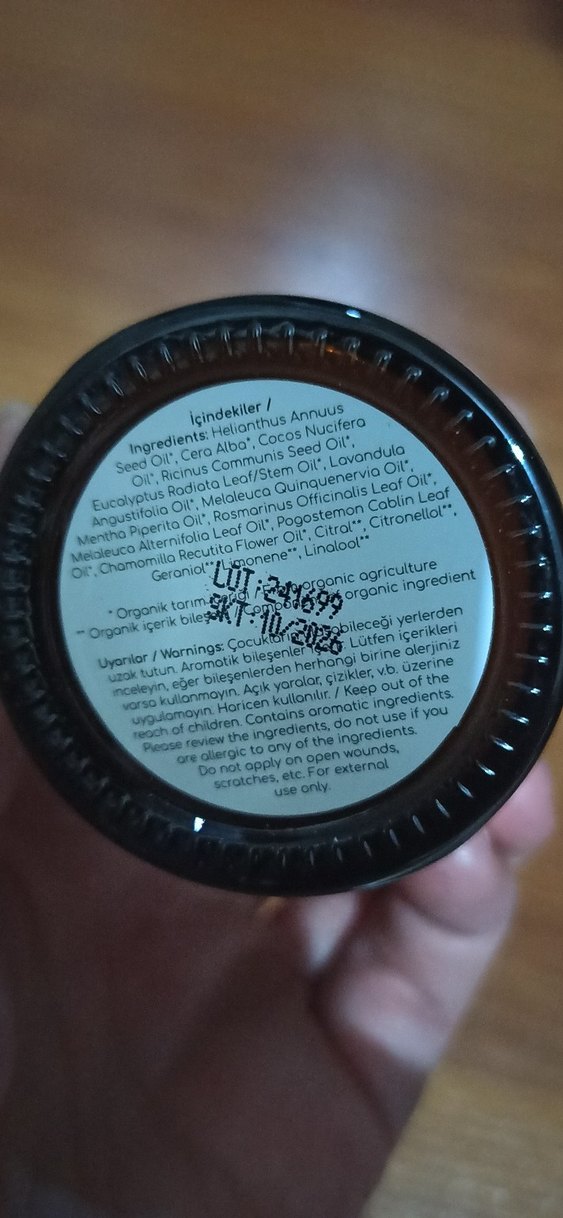 İçindekiler /
Ingredients: Helianthus Annuus
Seed Oil*, Cera Alba*, Cocos Nucifera
Oil*, Ricinus Communis Seed Oil*,
Eucalyptus Radiata Leaf/Stem Oil*, Lavandula
Angustifolia Oil*, Melaleuca Quinquenervia Oil*,
Mentha Piperita Oil*, Rosmarinus Officinalis Leaf Oil*,
Melaleuca Alternifolia Leaf Oil*, Pogostemon Cablin Leaf
Oil*, Chamomilla Recutita Flower Oil*, Citral**, Citronellol**,
Geraniol**, Limonene**, Linalool**
LOT:241699
SKT:10/2026
* Organik tarım organic agriculture
** Organik içerik organic ingredient
Uyarılar / Warnings: yerlerden
uzak tutun. Aromatik bileşenler Lütfen içerikleri
inceleyin, eğer bileşenlerden herhangi birine alerjiniz
varsa kullanmayın. Açık yaralar, çizikler, v.b. üzerine
uygulamayın. Haricen kullanılır. / Keep out of the
reach of children. Contains aromatic ingredients.
Please review the ingredients, do not use if you
are allergic to any of the ingredients.
Do not apply on open wounds,
scratches, etc. For external
use only.